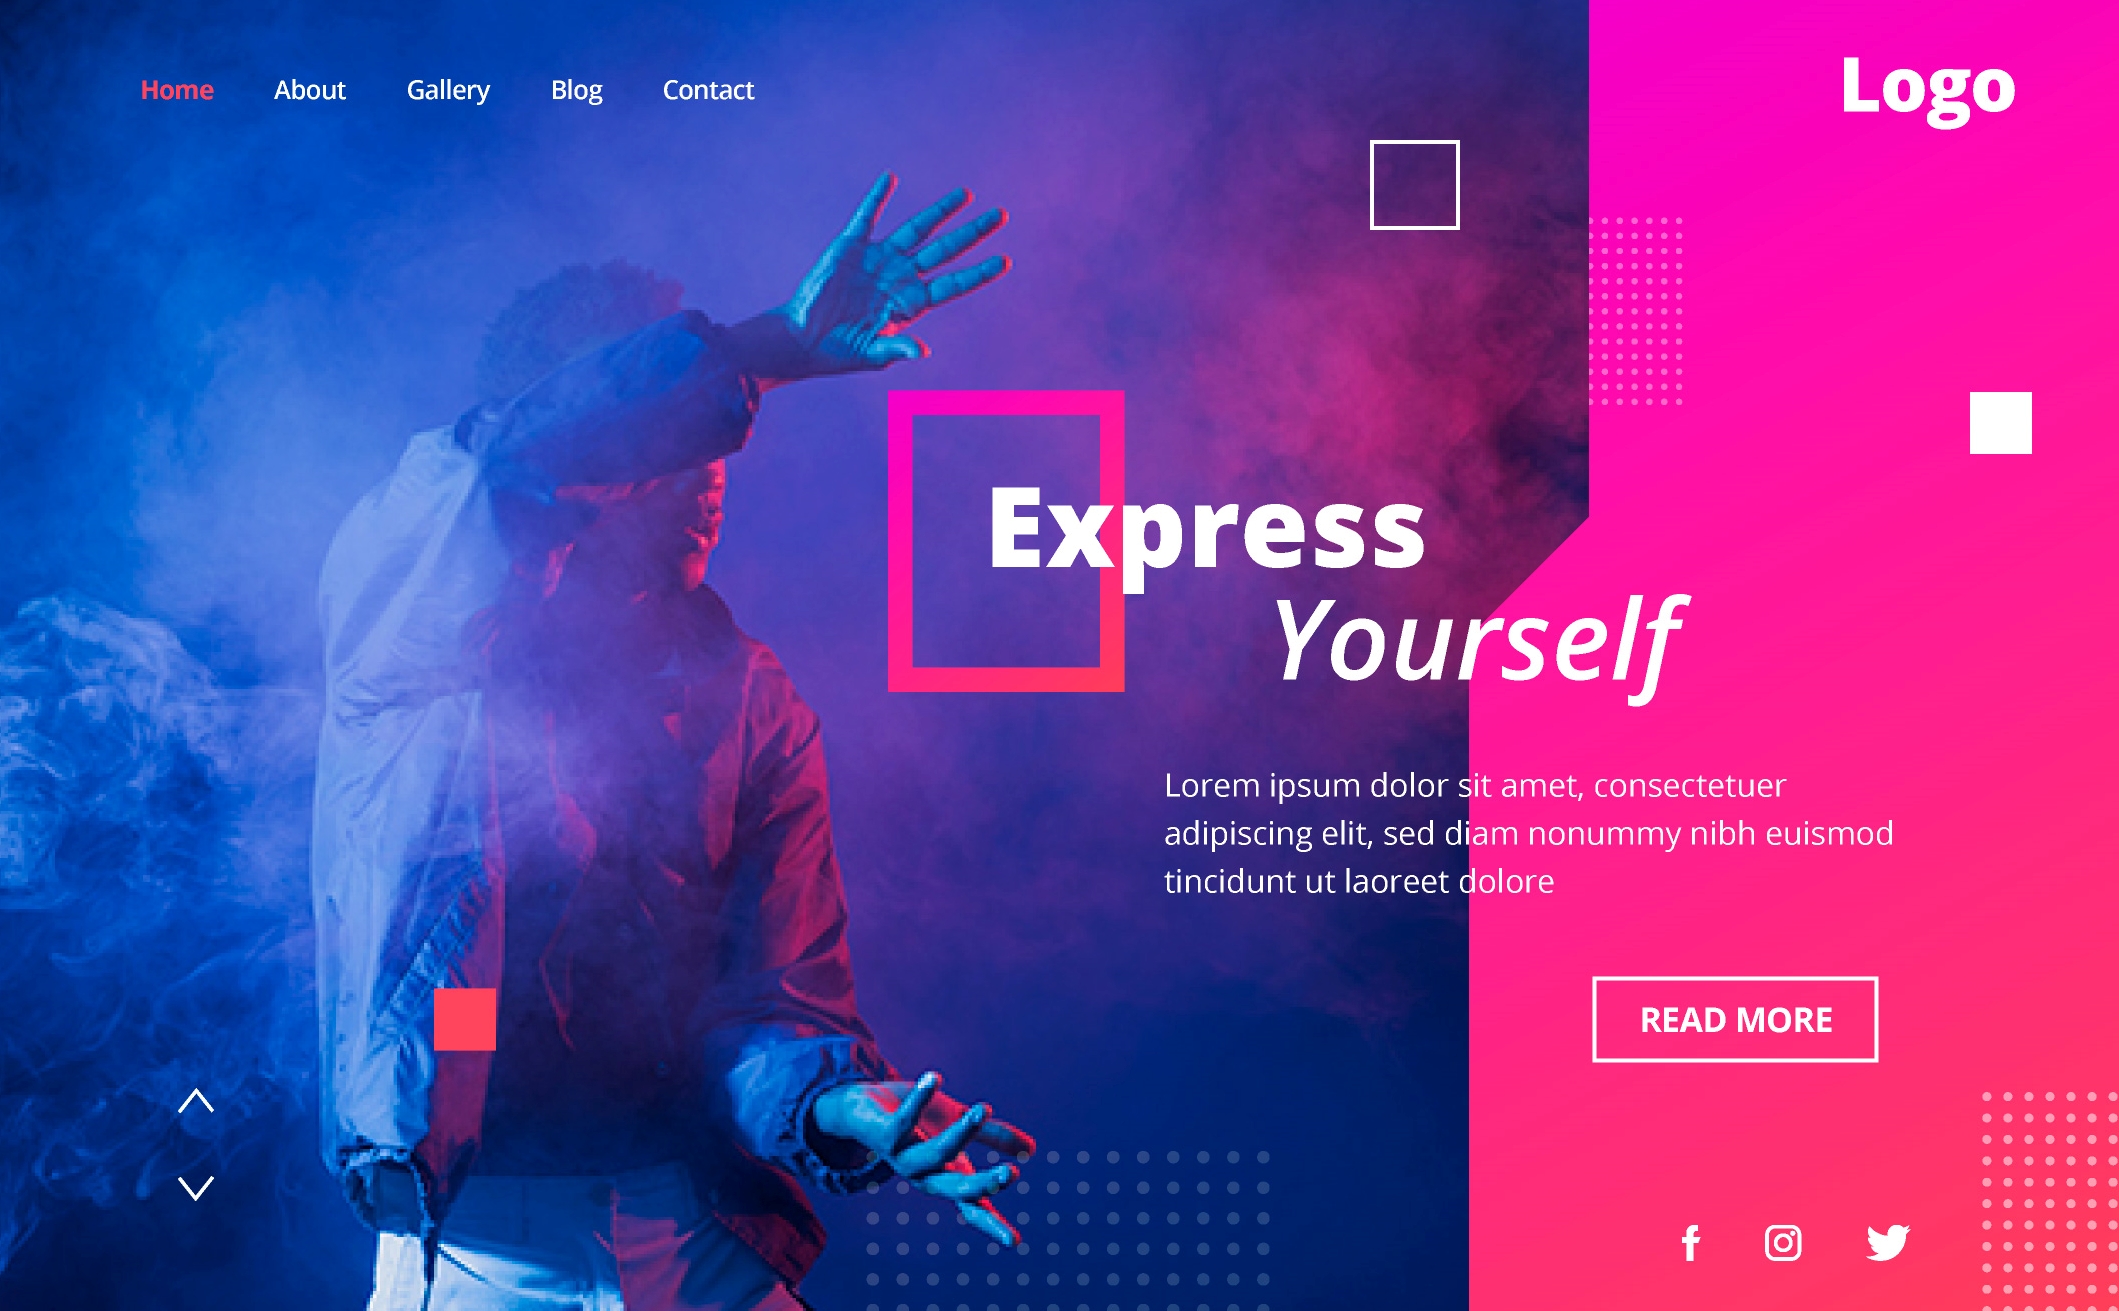 Home About Gallery Blog Contact
Logo
Express
Yourself
Lorem ipsum dolor sit amet, consectetuer
adipiscing elit, sed diam nonummy nibh euismod
tincidunt ut laoreet dolore
READ MORE